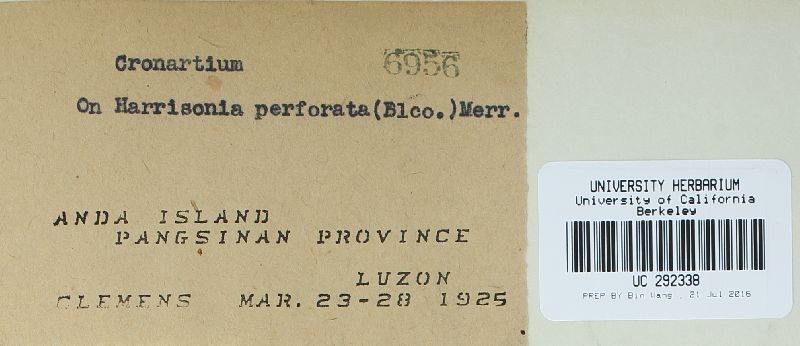 Cronartium
6956
On Harrisonia perforata(Blco.)Merr.
ANDA ISLAND
PANGSINAN PROVINCE
LUZON
CLEMENS MAR. 23-28 1925
UNIVERSITY HERBARIUM
University of California
Berkeley
UC 292338
PREP BY Bin Wang , 21 Jul 2016